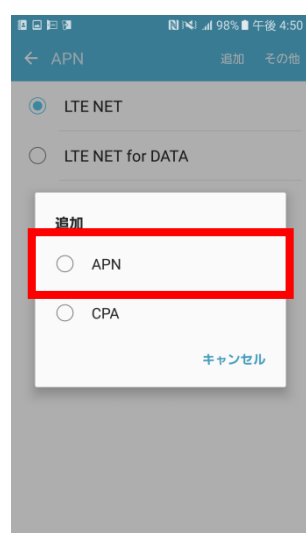 98% 午後 4:50
APN 追加 その他
LTE NET
LTE NET for DATA
追加
APN
CPA
キャンセル